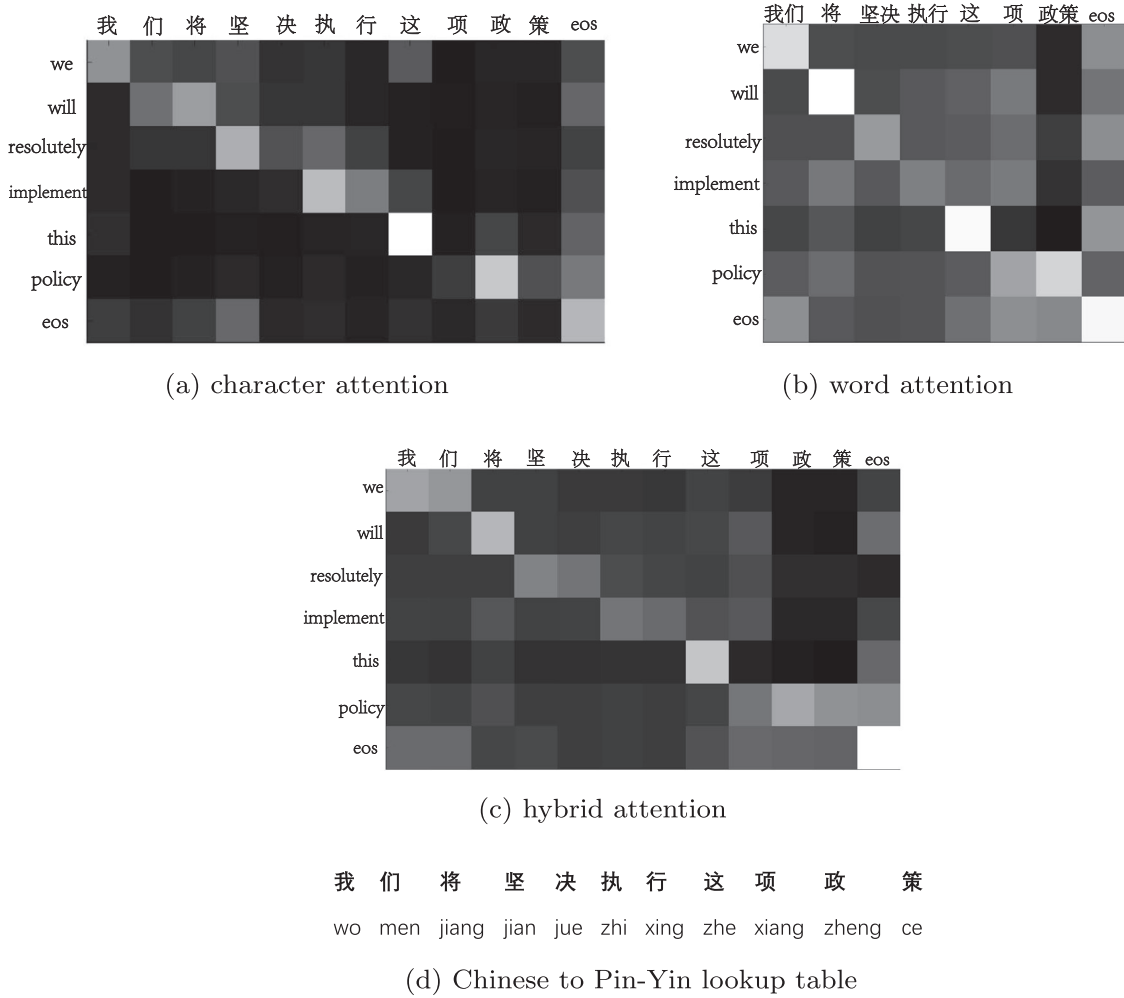 我 们 将 坚 决 执 行 这 项 政 策 eos
we
will
resolutely
implement
this
policy
eos
(a) character attention
我们 将 坚决 执行 这 项 政策 eos
we
will
resolutely
implement
this
policy
eos
(b) word attention
我 们 将 坚 决 执 行 这 项 政 策 eos
we
will
resolutely
implement
this
policy
eos
(c) hybrid attention
我 们 将 坚 决 执 行 这 项 政 策
wo men jiang jian jue zhi xing zhe xiang zheng ce
(d) Chinese to Pin-Yin lookup table